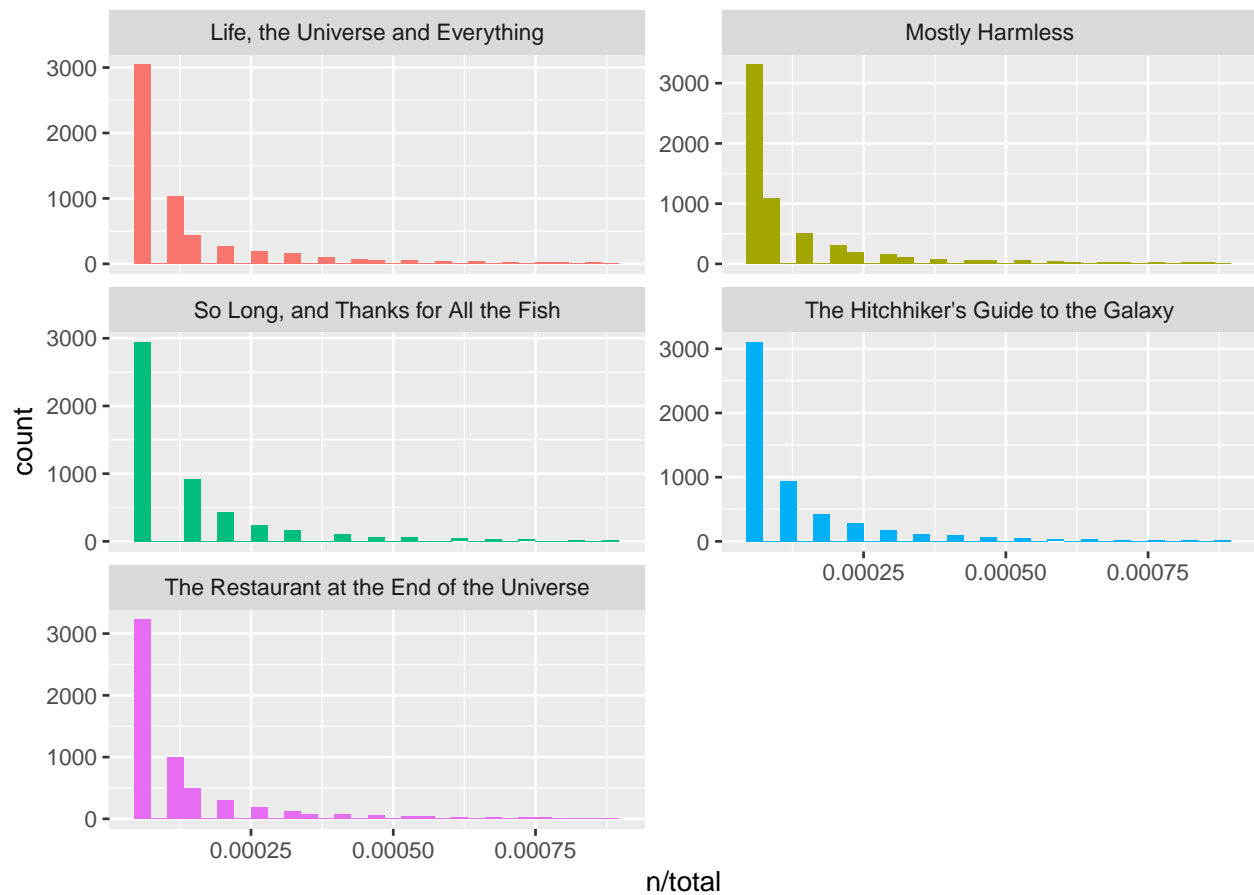 Life, the Universe and Everything
3000
2000
1000
0
Mostly Harmless
3000
2000
1000
0
So Long, and Thanks for All the Fish
3000
2000
1000
0
The Hitchhiker's Guide to the Galaxy
3000
2000
1000
0
0.00025 0.00050 0.00075
The Restaurant at the End of the Universe
3000
2000
1000
0
0.00025 0.00050 0.00075
count
n/total